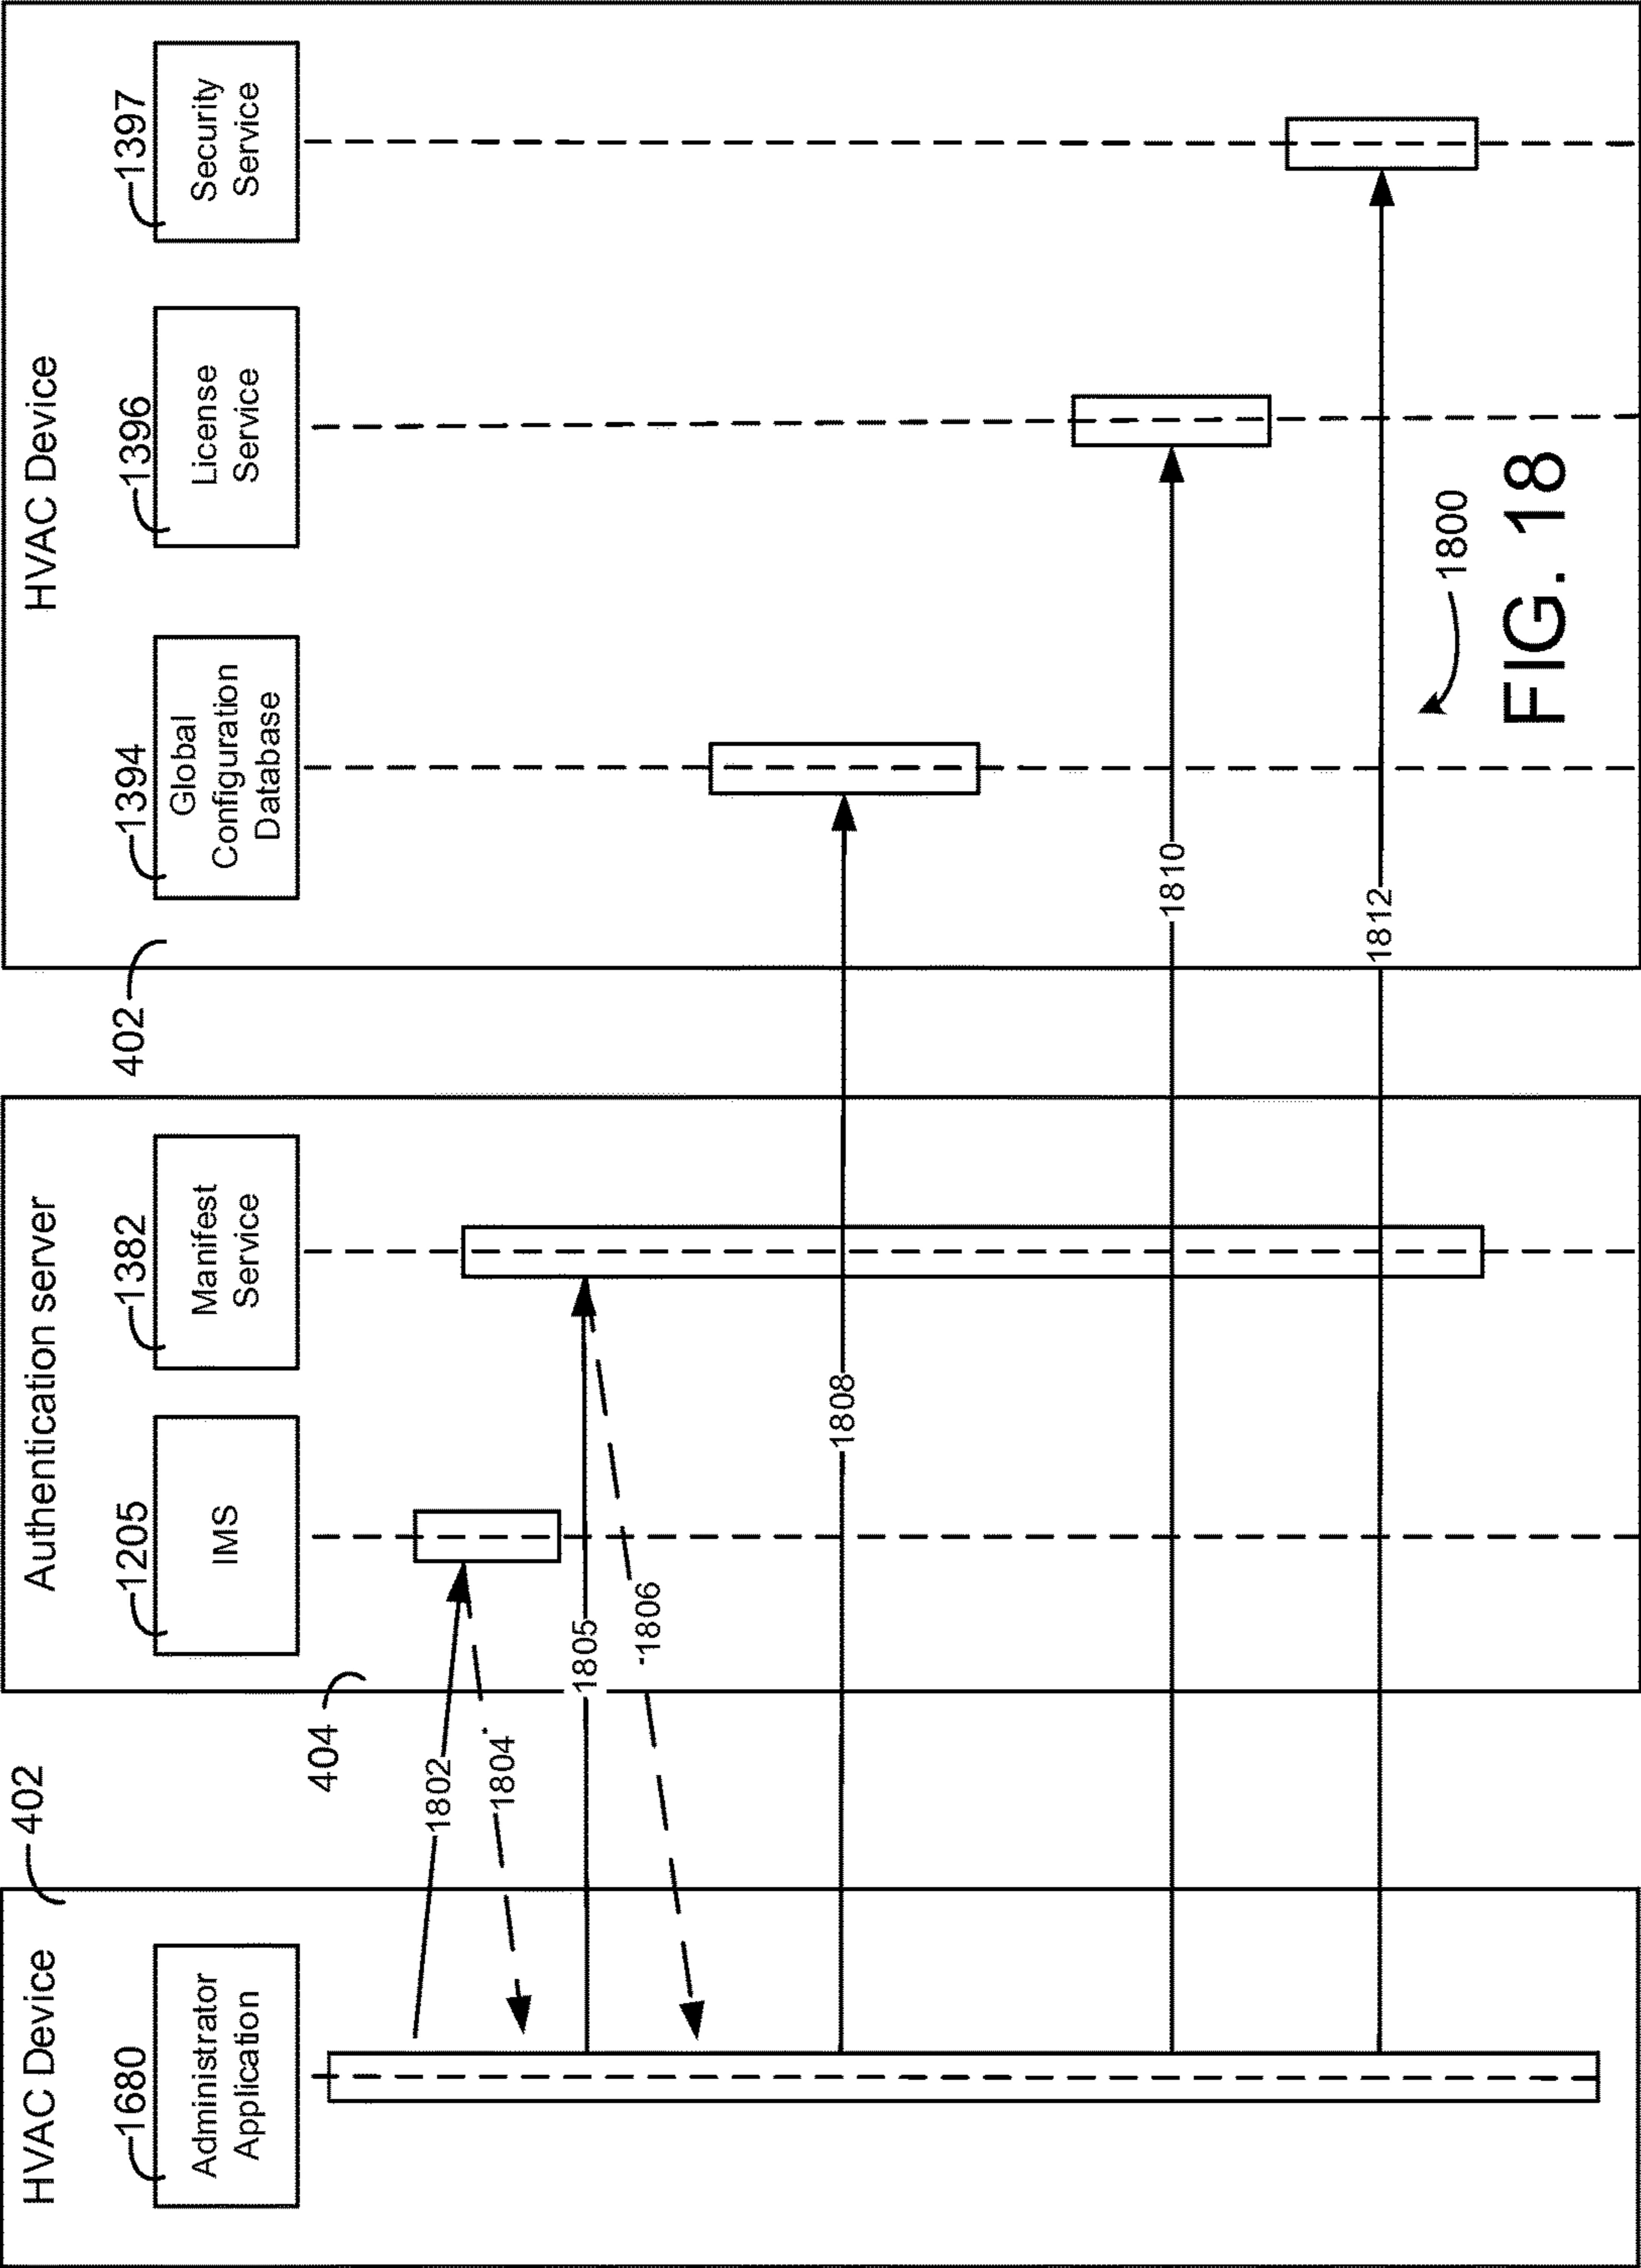 HVAC Device
402
1680
Administrator
Application
Authentication server
404
1205
IMS
1382
Manifest
Service
HVAC Device
402
1394
Global
Configuration
Database
1396
License
Service
1397
Security
Service
1802
1804
1805
1806
1808
1810
1812
1800
FIG. 18